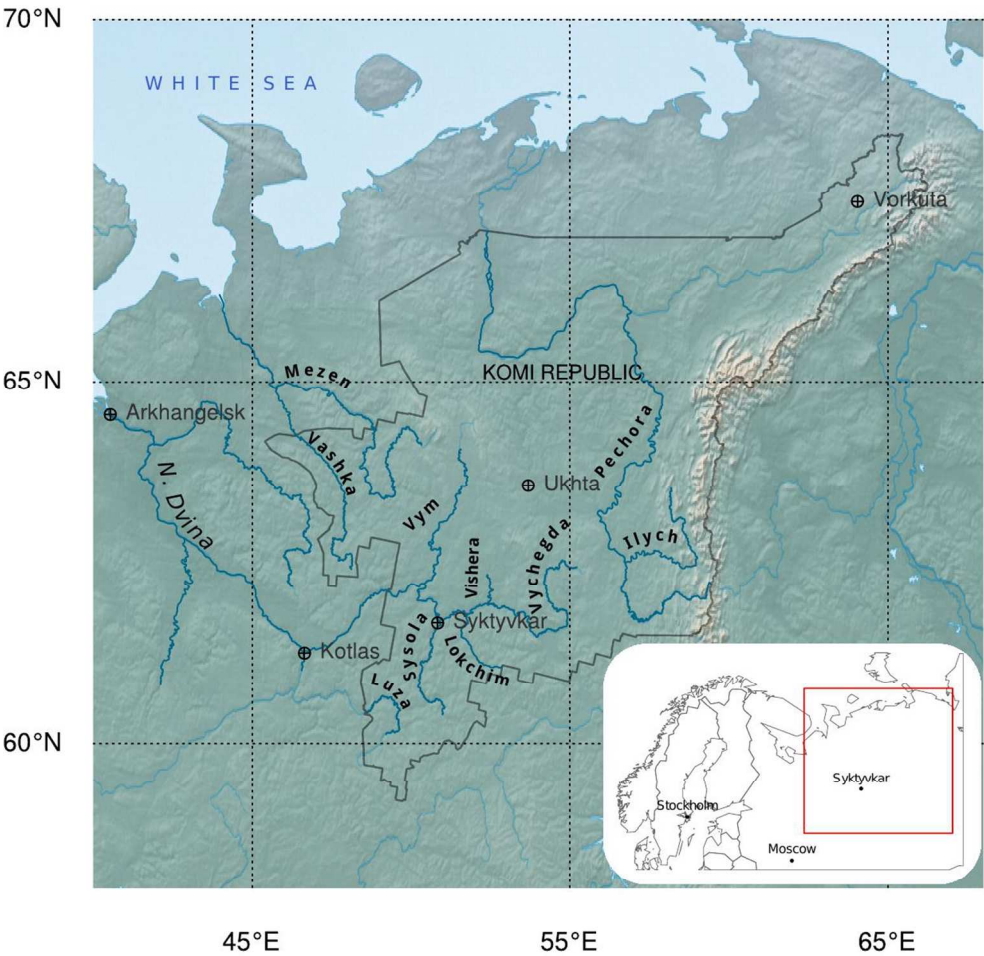 70°N
WHITE SEA
Vorkuta
65°N
Mezen
KOMI REPUBLIC
Arkhangelsk
Vashka
Pechora
N. Dvina
Ukhta
Vym
Vychegda
Ilych
Vishera
Syktyvkar
Sysola
Lokchim
Kotlas
Luza
60°N
Syktyvkar
Stockholm
Moscow
45°E
55°E
65°E